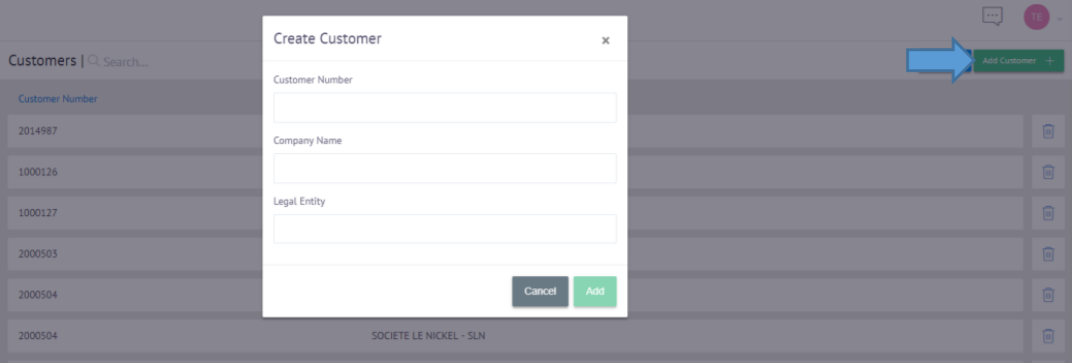 TE
Create Customer
×
Customers | Search...
Add Customer +
Customer Number
Customer Number
2014987
Company Name
1000126
Legal Entity
1000127
2000503
Cancel
Add
2000504
2000504 SOCIETE LE NICKEL - SLN